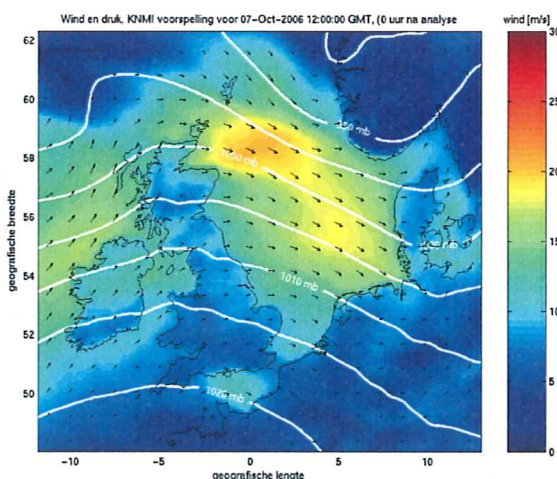 Wind en druk, KNMI voorspelling voor 07-Oct-2006 12:00:00 GMT, (0 uur na analyse
wind [m/s]
62
60
58
56
54
52
50
geografische breedte
1000 mb
1010 mb
1020 mb
-10
-5
0
5
10
geografische lengte
30
25
20
15
10
5
0